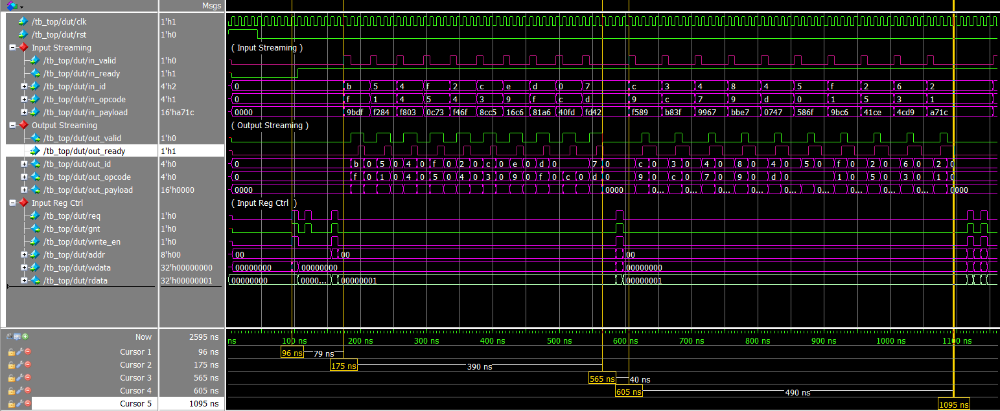 Msgs
/tb_top/dut/clk 1'h1
/tb_top/dut/rst 1'h0
Input Streaming ( Input Streaming )
/tb_top/dut/in_valid 1'h0
/tb_top/dut/in_ready 1'h1
/tb_top/dut/in_id 4'h2 0 b 5 4 f 2 c e d 0 7 c 3 4 8 4 5 f 2 6 2
/tb_top/dut/in_opcode 4'h1 0 f 1 4 5 4 3 9 f c d 9 c 7 9 d 0 1 5 3 1
/tb_top/dut/in_payload 16'ha71c 0000 9bdf f284 f803 0c73 f46f 8cc5 16c6 81a6 40fd fd42 f589 b83f 9967 bbe7 0747 586f 9bc6 41ce 4cd9 a71c
Output Streaming ( Output Streaming )
/tb_top/dut/out_valid 1'h0
/tb_top/dut/out_ready 1'h1
/tb_top/dut/out_id 4'h0 0 b 0 5 0 4 0 f 0 2 0 c 0 e 0 d 0 7 0 c 0 3 0 4 0 8 0 4 0 5 0 f 0 2 0 6 0 2 0
/tb_top/dut/out_opcode 4'h0 0 f 0 1 0 4 0 5 0 4 0 3 0 9 0 f 0 c 0 d 0 9 0 c 0 7 0 9 0 d 0 1 0 5 0 3 0 1 0
/tb_top/dut/out_payload 16'h0000 0000 0000 0... 0... 0... 0... 0... 0... 0... 0... 0... 0000
Input Reg Ctrl ( Input Reg Ctrl )
/tb_top/dut/req 1'h0
/tb_top/dut/gnt 1'h0
/tb_top/dut/write_en 1'h0
/tb_top/dut/addr 8'h00 00 00 00
/tb_top/dut/wdata 32'h00000000 00000000 00000000 00000000
/tb_top/dut/rdata 32'h00000001 00000000 0000... 00000001 00000001
Now 2595 ns ns 100 ns 200 ns 300 ns 400 ns 500 ns 600 ns 700 ns 800 ns 900 ns 1000 ns 1100 ns
Cursor 1 96 ns 96 ns 79 ns
Cursor 2 175 ns 175 ns 390 ns
Cursor 3 565 ns 565 ns 40 ns
Cursor 4 605 ns 605 ns 490 ns
Cursor 5 1095 ns 1095 ns